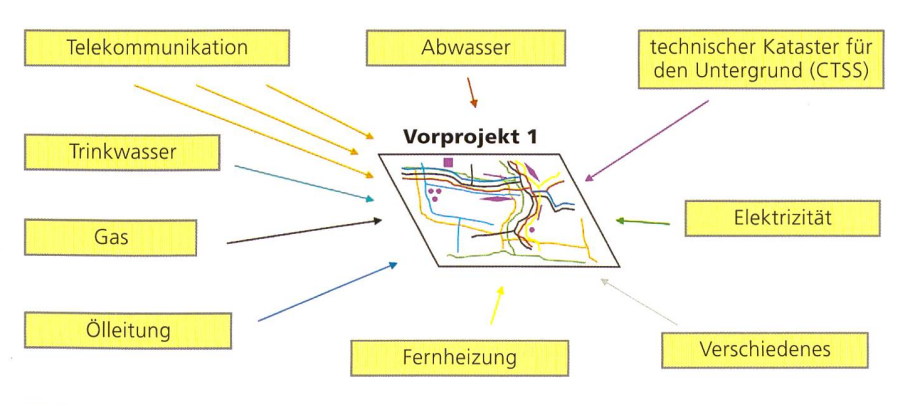 Telekommunikation
Abwasser
technischer Kataster für
den Untergrund (CTSS)
Vorprojekt 1
Trinkwasser
Elektrizität
Gas
Ölleitung
Fernheizung
Verschiedenes